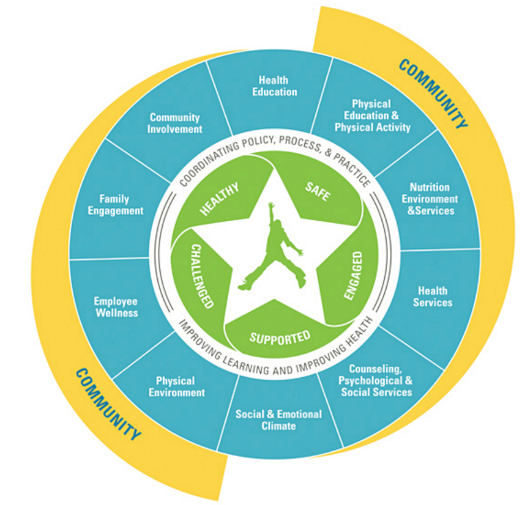 COMMUNITY
Health
Education
Physical
Education &
Physical Activity
Nutrition
Environment
&Services
Health
Services
Counseling,
Psychological &
Social Services
Social & Emotional
Climate
Physical
Environment
Employee
Wellness
Family
Engagement
Community
Involvement
COORDINATING POLICY, PROCESS, & PRACTICE
IMPROVING LEARNING AND IMPROVING HEALTH
HEALTHY
SAFE
ENGAGED
SUPPORTED
CHALLENGED
COMMUNITY